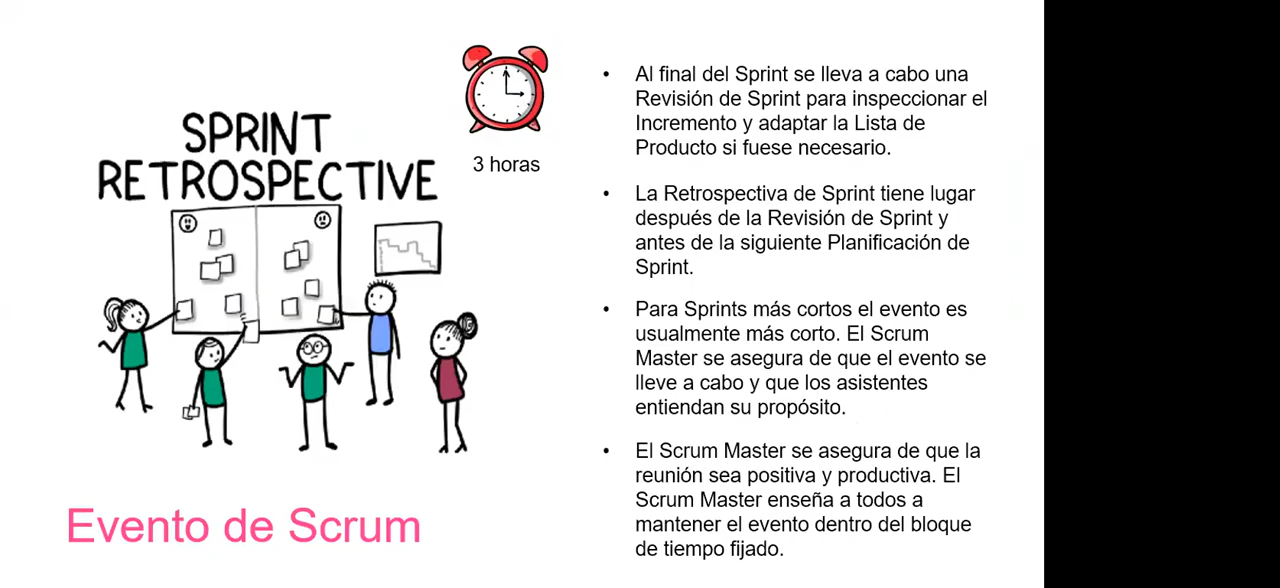 SPRINT
RETROSPECTIVE
3 horas
Evento de Scrum
• Al final del Sprint se lleva a cabo una
Revisión de Sprint para inspeccionar el
Incremento y adaptar la Lista de
Producto si fuese necesario.
• La Retrospectiva de Sprint tiene lugar
después de la Revisión de Sprint y
antes de la siguiente Planificación de
Sprint.
• Para Sprints más cortos el evento es
usualmente más corto. El Scrum
Master se asegura de que el evento se
lleve a cabo y que los asistentes
entiendan su propósito.
• El Scrum Master se asegura de que la
reunión sea positiva y productiva. El
Scrum Master enseña a todos a
mantener el evento dentro del bloque
de tiempo fijado.